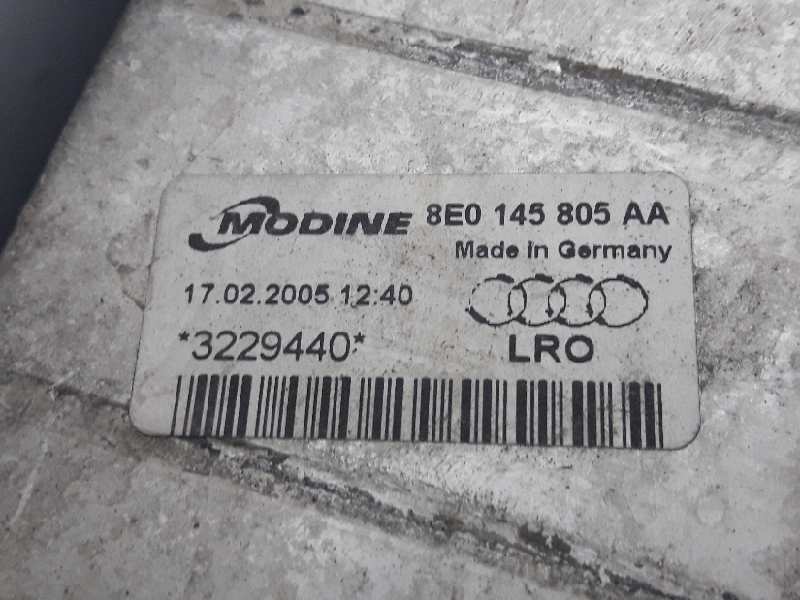 MODINE 8E0 145 805 AA
Made in Germany
17.02.2005 12:40
*3229440*
LRO